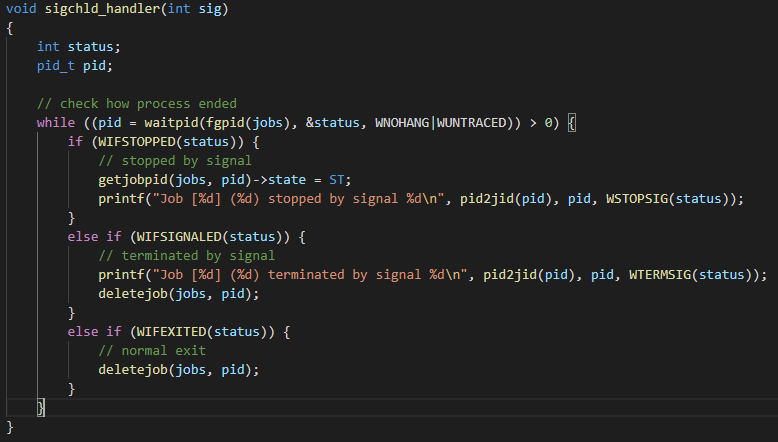 void sigchld_handler(int sig)
{
    int status;
    pid_t pid;

    // check how process ended
    while ((pid = waitpid(fgpid(jobs), &status, WNOHANG|WUNTRACED)) > 0) {
        if (WIFSTOPPED(status)) {
            // stopped by signal
            getjobpid(jobs, pid)->state = ST;
            printf("Job [%d] (%d) stopped by signal %d\n", pid2jid(pid), pid, WSTOPSIG(status));
        }
        else if (WIFSIGNALED(status)) {
            // terminated by signal
            printf("Job [%d] (%d) terminated by signal %d\n", pid2jid(pid), pid, WTERMSIG(status));
            deletejob(jobs, pid);
        }
        else if (WIFEXITED(status)) {
            // normal exit
            deletejob(jobs, pid);
        }
    }
}